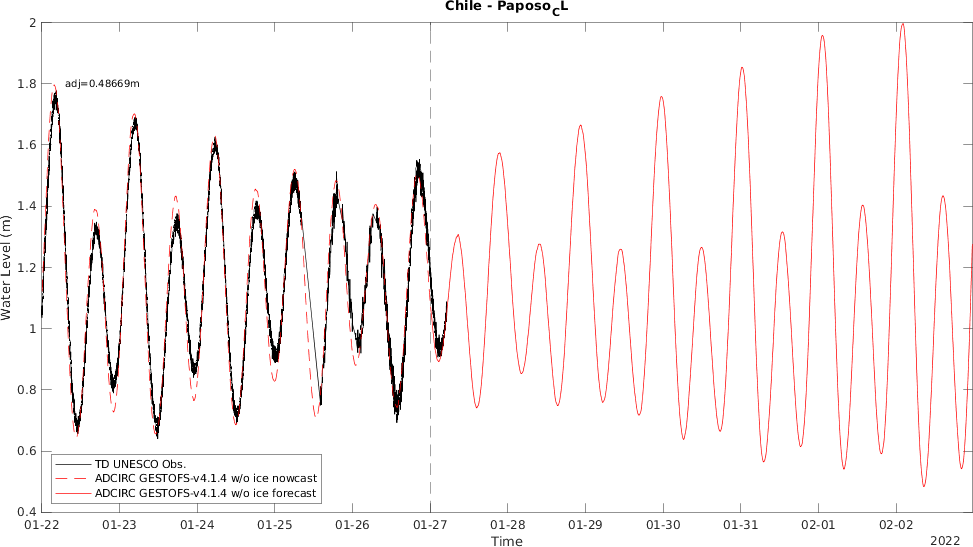 Chile - Paposo_CL
adj=0.48669m
2
1.8
1.6
1.4
1.2
1
0.8
0.6
0.4
Water Level (m)
TD UNESCO Obs.
ADCIRC GESTOFS-v4.1.4 w/o ice nowcast
ADCIRC GESTOFS-v4.1.4 w/o ice forecast
01-22 01-23 01-24 01-25 01-26 01-27 01-28 01-29 01-30 01-31 02-01 02-02
Time
2022